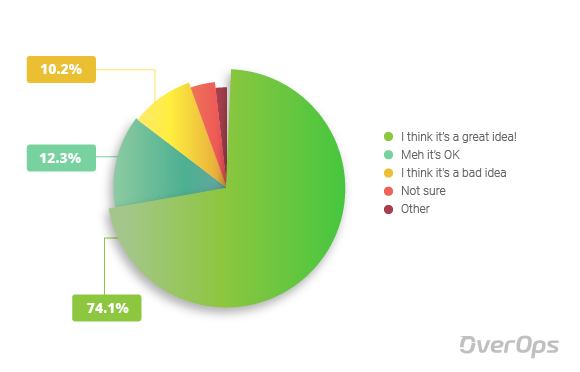 10.2%
12.3%
74.1%
I think it's a great idea!
Meh it's OK
I think it's a bad idea
Not sure
Other
OverOps